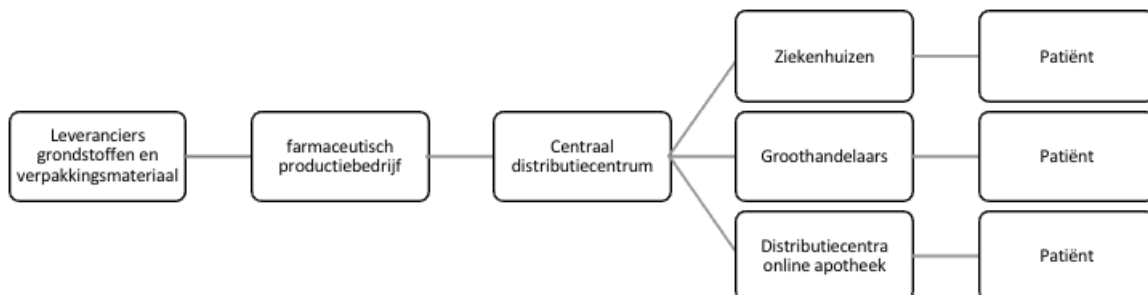 Leveranciers
grondstoffen en
verpakkingsmateriaal
farmaceutisch
productiebedrijf
Centraal
distributiecentrum
Ziekenhuizen
Patiënt
Groothandelaars
Patiënt
Distributiecentra
online apotheek
Patiënt